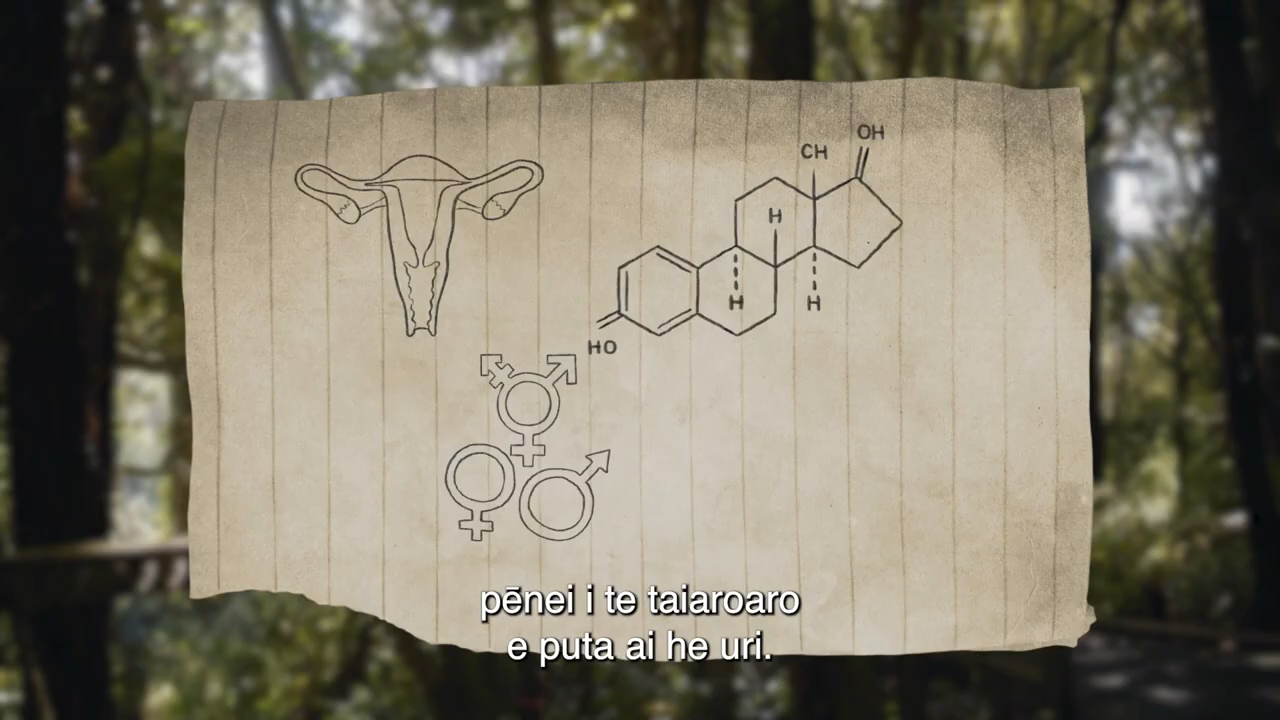 OH
CH
H
H
H
HO
pēnei i te taiaroaro
e puta ai he uri.